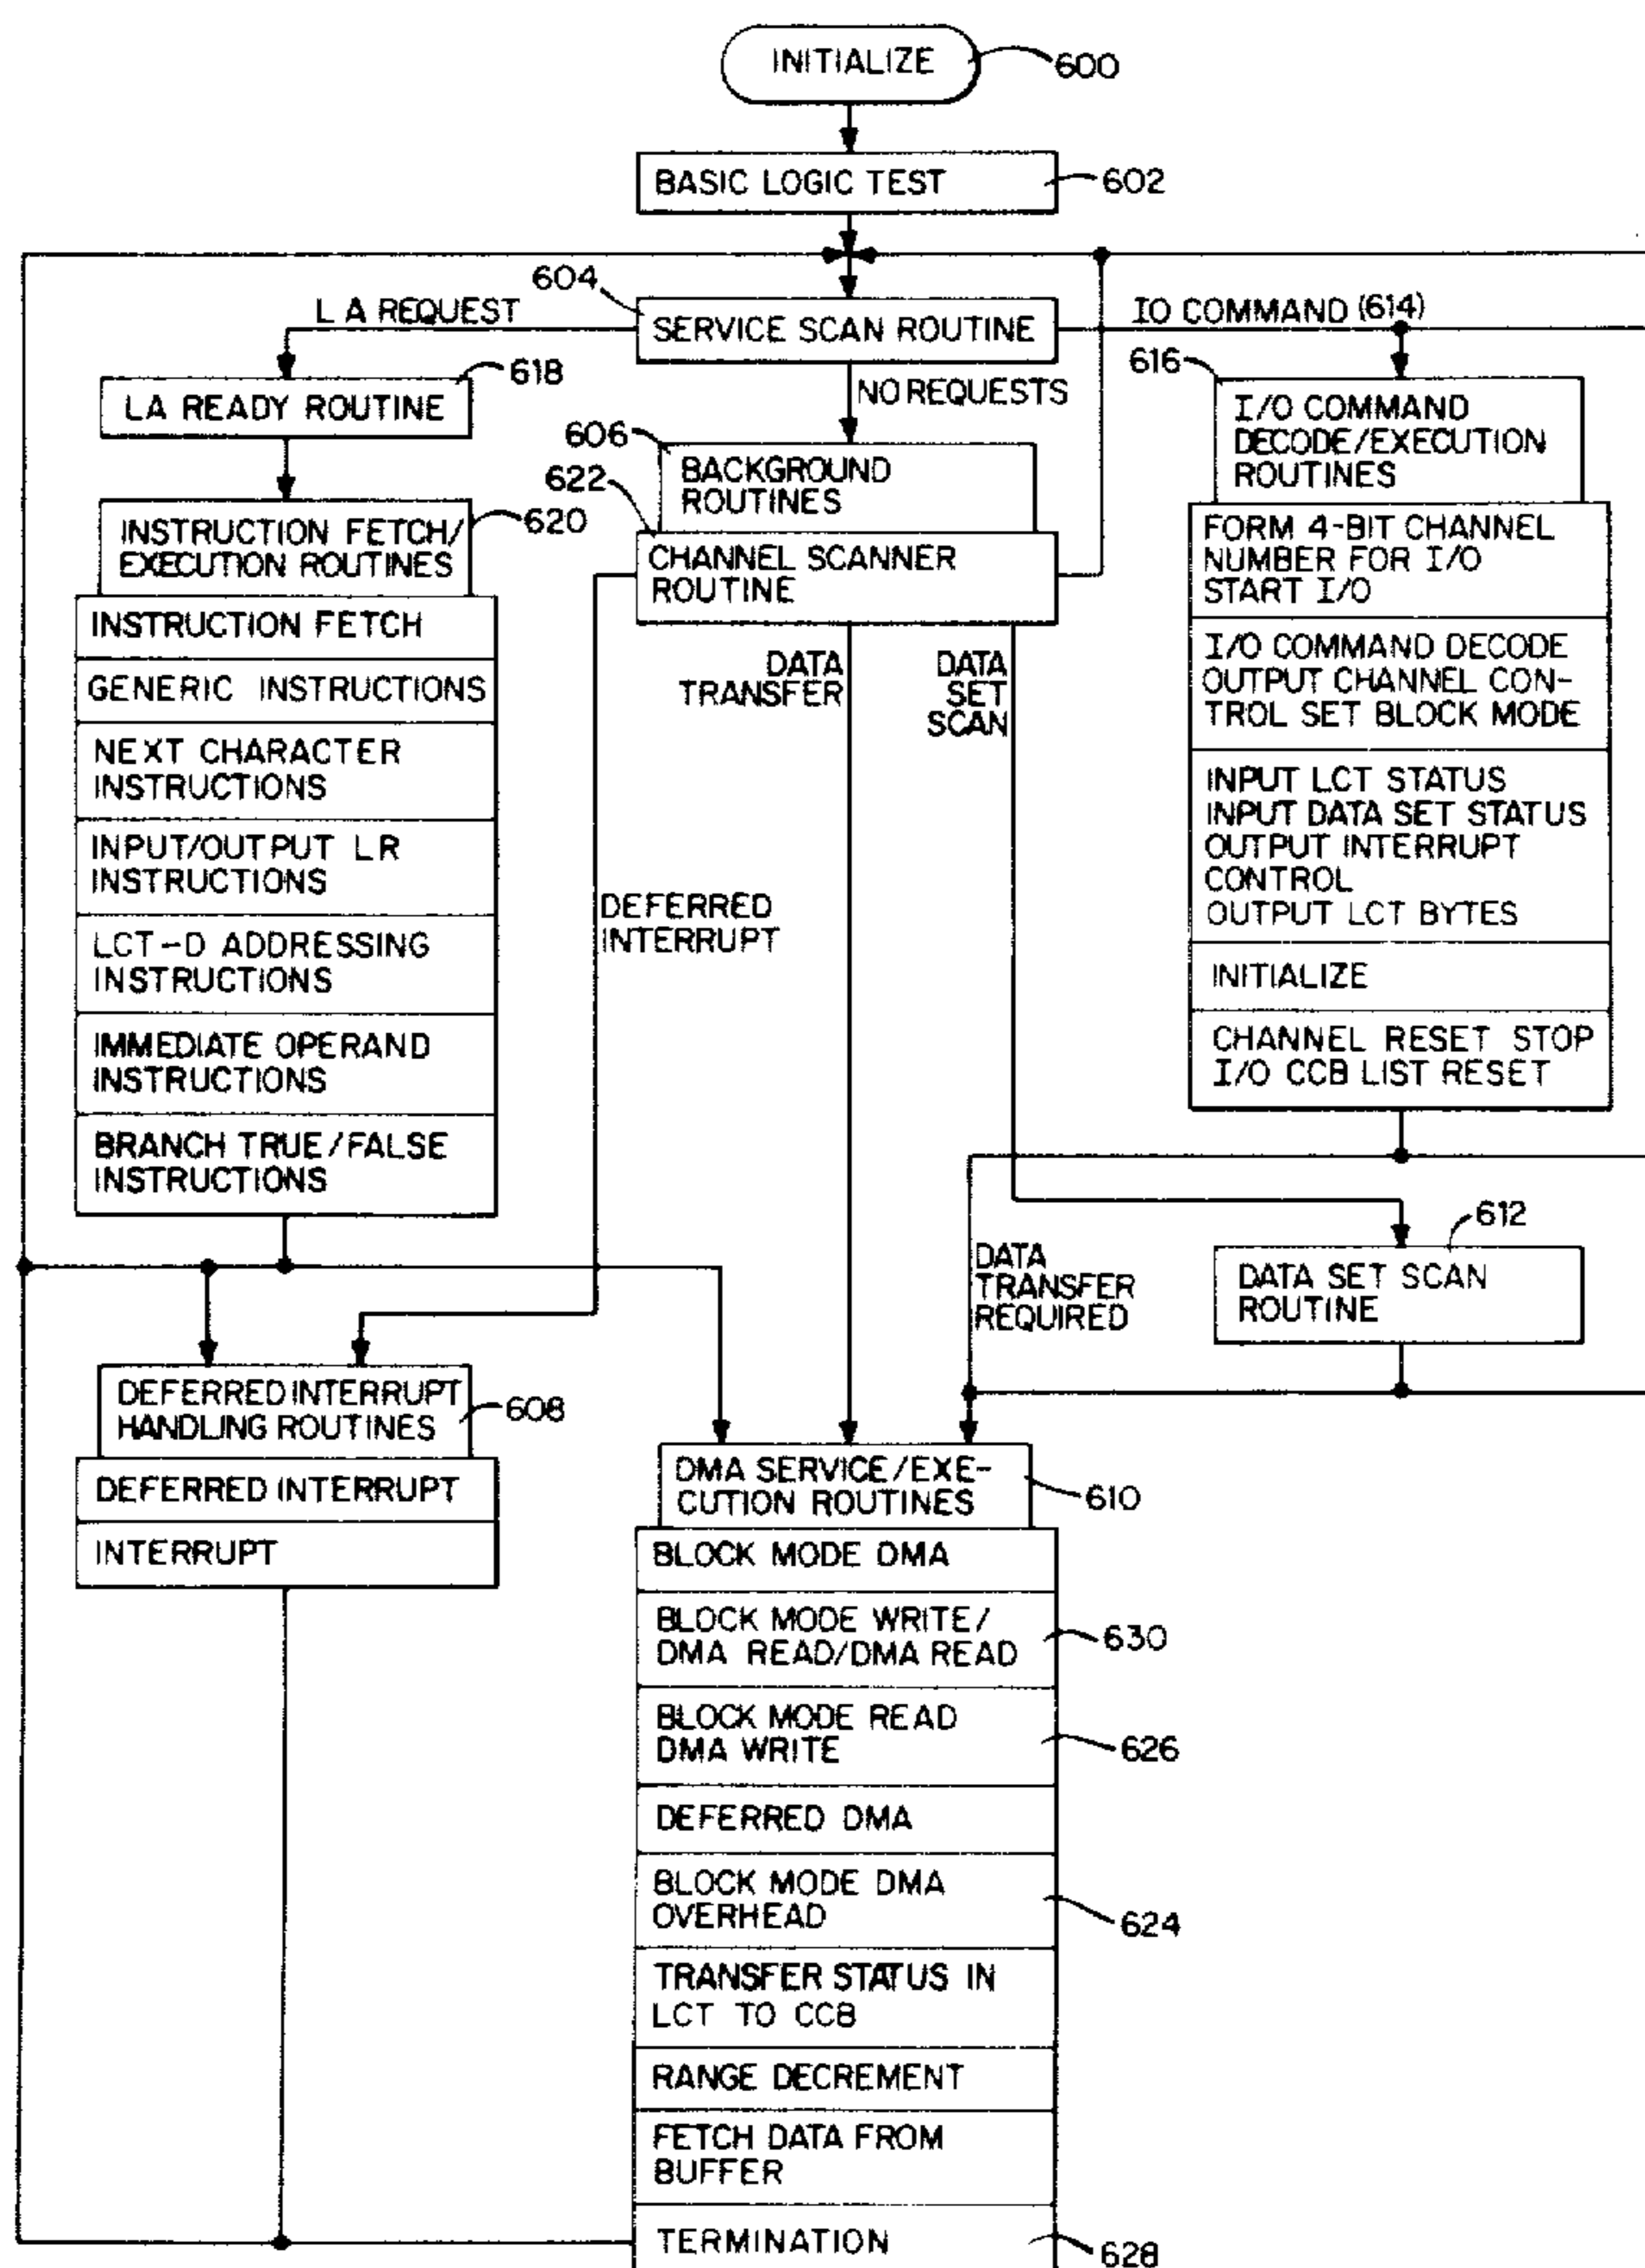 INITIALIZE
600
BASIC LOGIC TEST
602
604
LA REQUEST
SERVICE SCAN ROUTINE
IO COMMAND (614)
618
LA READY ROUTINE
NO REQUESTS
616
I/O COMMAND
DECODE/EXECUTION
ROUTINES
606
BACKGROUND
ROUTINES
622
CHANNEL SCANNER
ROUTINE
620
INSTRUCTION FETCH/
EXECUTION ROUTINES
INSTRUCTION FETCH
GENERIC INSTRUCTIONS
NEXT CHARACTER
INSTRUCTIONS
INPUT/OUTPUT LR
INSTRUCTIONS
LCT-D ADDRESSING
INSTRUCTIONS
IMMEDIATE OPERAND
INSTRUCTIONS
BRANCH TRUE/FALSE
INSTRUCTIONS
DATA
TRANSFER
DATA
SET
SCAN
DEFERRED
INTERRUPT
FORM 4-BIT CHANNEL
NUMBER FOR I/O
START I/O
I/O COMMAND DECODE
OUTPUT CHANNEL CON-
TROL SET BLOCK MODE
INPUT LCT STATUS
INPUT DATA SET STATUS
OUTPUT INTERRUPT
CONTROL
OUTPUT LCT BYTES
INITIALIZE
CHANNEL RESET STOP
I/O CCB LIST RESET
612
DATA SET SCAN
ROUTINE
DATA
TRANSFER
REQUIRED
DEFERRED INTERRUPT
HANDLING ROUTINES
608
DEFERRED INTERRUPT
INTERRUPT
DMA SERVICE/EXE-
CUTION ROUTINES
610
BLOCK MODE DMA
BLOCK MODE WRITE/
DMA READ/DMA READ
630
BLOCK MODE READ
DMA WRITE
626
DEFERRED DMA
BLOCK MODE DMA
OVERHEAD
624
TRANSFER STATUS IN
LCT TO CCB
RANGE DECREMENT
FETCH DATA FROM
BUFFER
TERMINATION
628